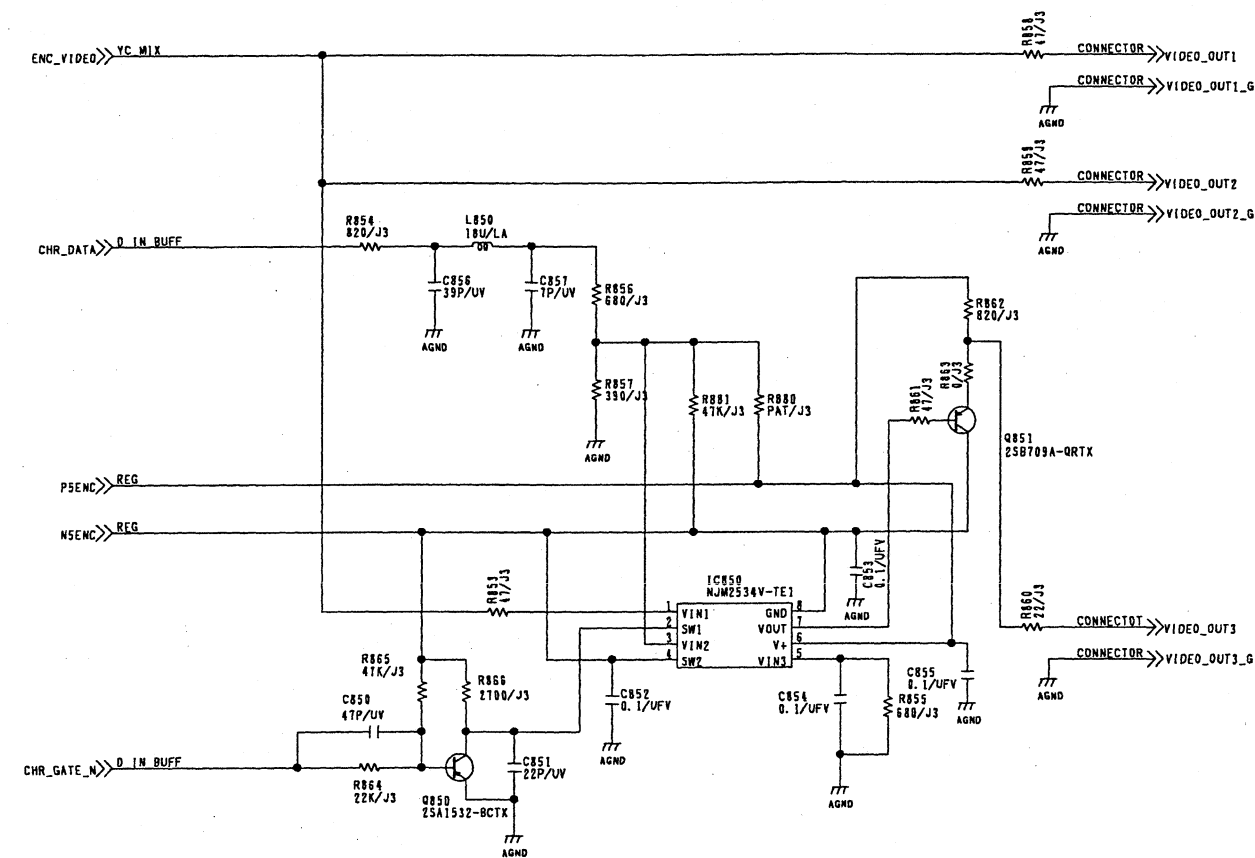 R858
47/J3
ENC_VIDEO
YC MIX
CONNECTOR
VIDEO_OUT1
CONNECTOR
VIDEO_OUT1_G
AGND
R859
47/J3
CONNECTOR
VIDEO_OUT2
CONNECTOR
VIDEO_OUT2_G
AGND
R854
820/J3
L850
18U/LA
CHR_DATA
D IN BUFF
C856
39P/UV
C857
7P/UV
R856
680/J3
R862
820/J3
AGND
AGND
R857
390/J3
R881
47K/J3
R880
PAT/J3
R861
47/J3
R863
0/J3
AGND
Q851
2SB709A-QRTX
P5ENC
REG
N5ENC
REG
C853
0.1/UFV
AGND
R853
47/J3
IC850
NJM2534V-TE1
1
VIN1
2
SW1
3
VIN2
4
SW2
GND
8
VOUT
7
V+
6
VIN3
5
R860
22/J3
CONNECTOT
VIDEO_OUT3
CONNECTOR
VIDEO_OUT3_G
AGND
R865
47K/J3
R866
2700/J3
C850
47P/UV
C852
0.1/UFV
AGND
C854
0.1/UFV
R855
680/J3
C855
0.1/UFV
AGND
AGND
CHR_GATE_N
D IN BUFF
R864
22K/J3
Q850
2SA1532-BCTX
C851
22P/UV
AGND